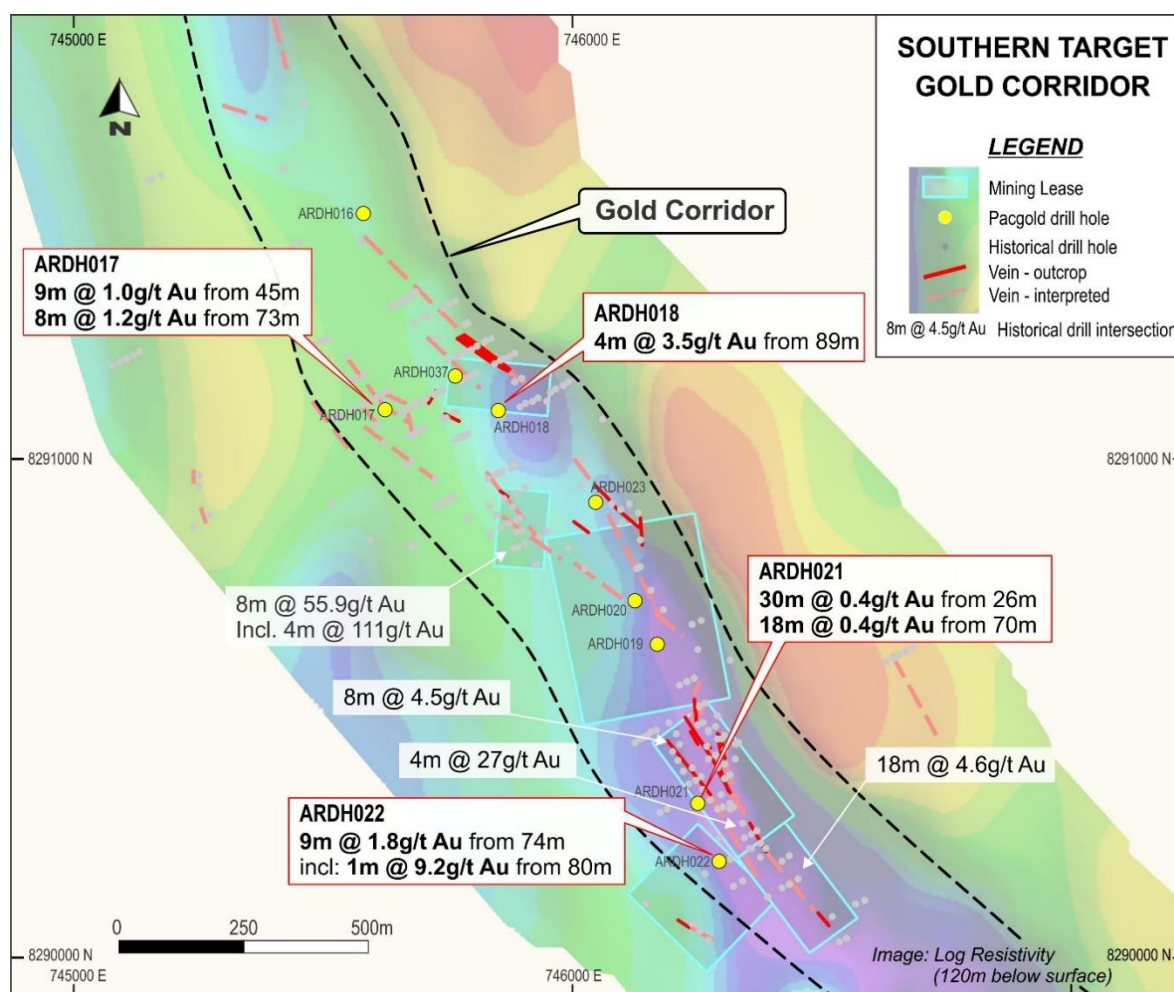 745000 E
746000 E
SOUTHERN TARGET
GOLD CORRIDOR
LEGEND
Mining Lease
Pacgold drill hole
Historical drill hole
Vein - outcrop
Vein - interpreted
8m @ 4.5g/t Au Historical drill intersection
N
ARDH016
Gold Corridor
ARDH017
9m @ 1.0g/t Au from 45m
8m @ 1.2g/t Au from 73m
ARDH018
4m @ 3.5g/t Au from 89m
ARDH037
ARDH017
ARDH018
8291000 N
8291000 N
ARDH023
8m @ 55.9g/t Au
Incl. 4m @ 111g/t Au
ARDH021
30m @ 0.4g/t Au from 26m
18m @ 0.4g/t Au from 70m
ARDH020
ARDH019
8m @ 4.5g/t Au
4m @ 27g/t Au
18m @ 4.6g/t Au
ARDH021
ARDH022
9m @ 1.8g/t Au from 74m
incl: 1m @ 9.2g/t Au from 80m
ARDH022
0 250 500m
Image: Log Resistivity
(120m below surface)
8290000 N
8290000 N
745000 E
746000 E